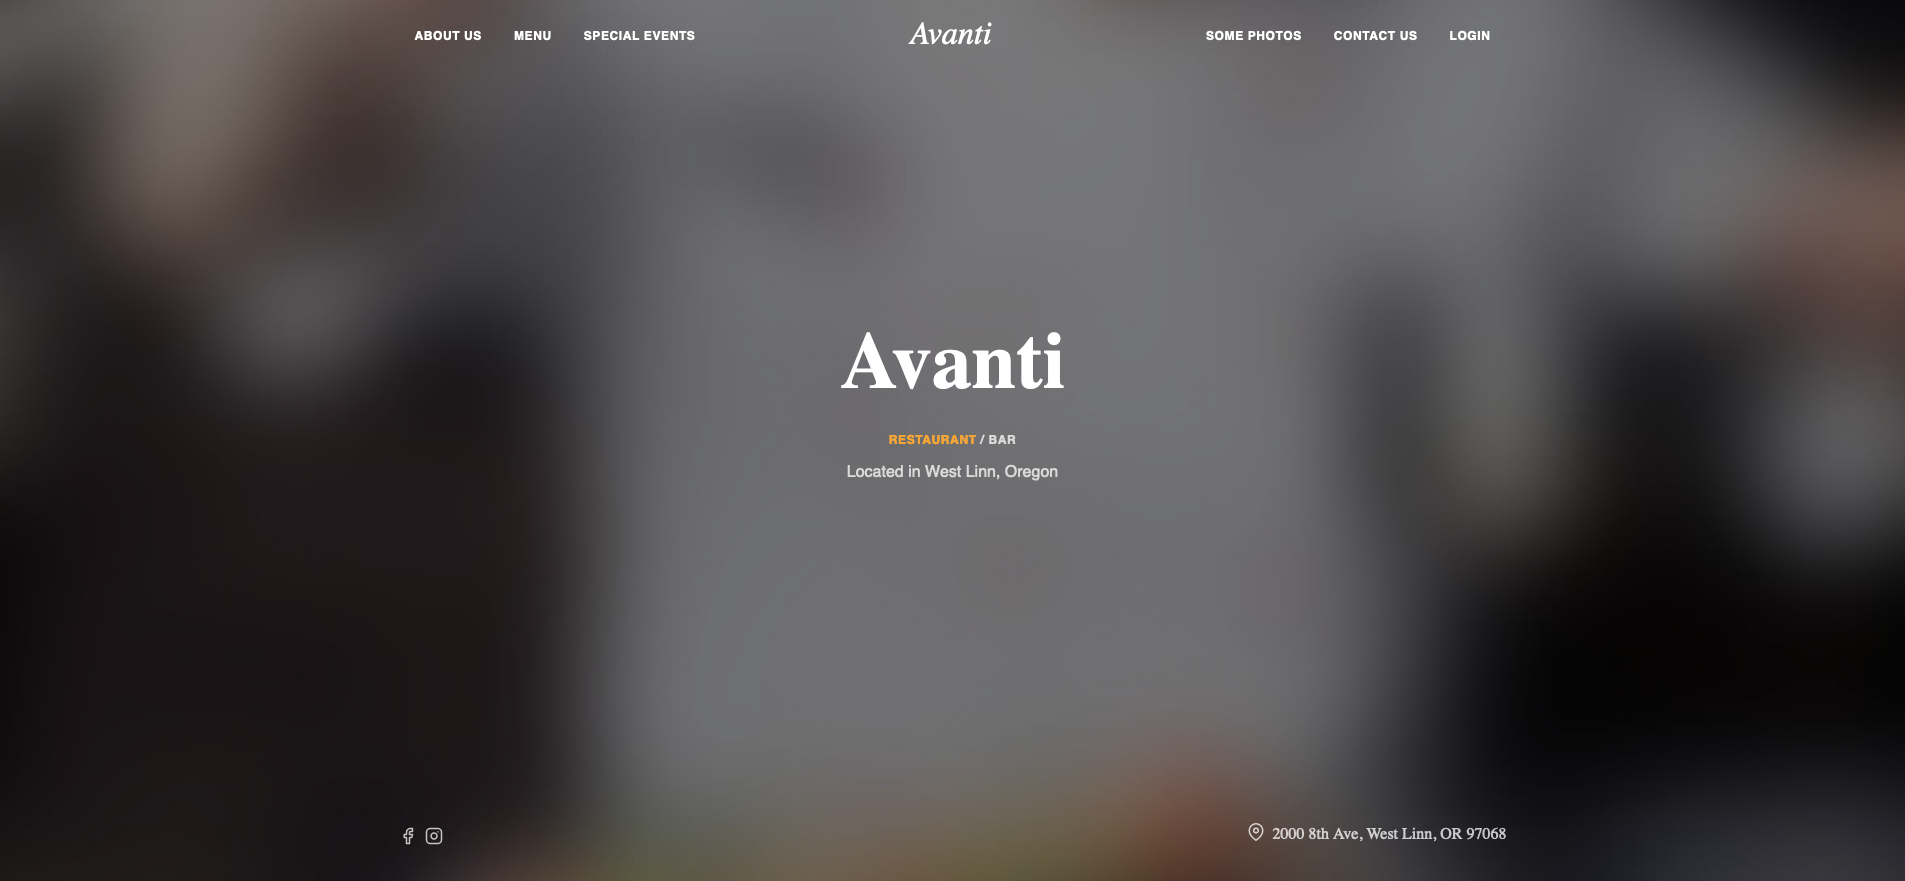 ABOUT US MENU SPECIAL EVENTS Avanti SOME PHOTOS CONTACT US LOGIN
Avanti
RESTAURANT / BAR
Located in West Linn, Oregon
2000 8th Ave, West Linn, OR 97068